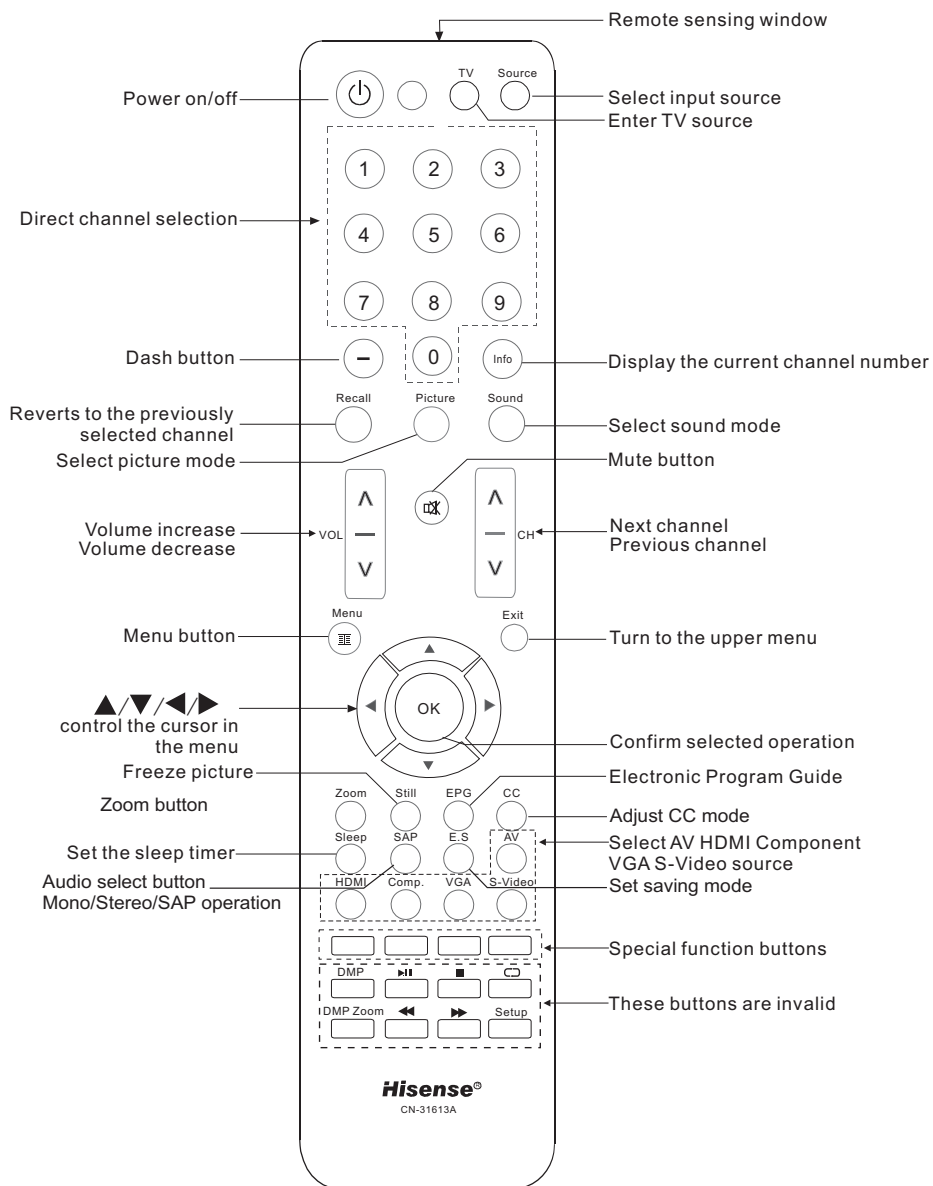 Remote sensing window
TV Source
Power on/off
Select input source
Enter TV source
1 2 3
Direct channel selection
4 5 6
7 8 9
Dash button
– 0 Info
Display the current channel number
Recall Picture Sound
Reverts to the previously
selected channel
Select sound mode
Select picture mode
Mute button
Volume increase
Volume decrease
VOL
CH
Next channel
Previous channel
Menu
Exit
Menu button
Turn to the upper menu
OK
▲/▼/◀/▶
control the cursor in
the menu
Confirm selected operation
Freeze picture
Electronic Program Guide
Zoom Still EPG CC
Zoom button
Adjust CC mode
Sleep SAP E.S AV
Set the sleep timer
Select AV HDMI Component
VGA S-Video source
Audio select button
Mono/Stereo/SAP operation
Set saving mode
HDMI Comp. VGA S-Video
Special function buttons
DMP
These buttons are invalid
DMP Zoom Setup
Hisense®
CN-31613A